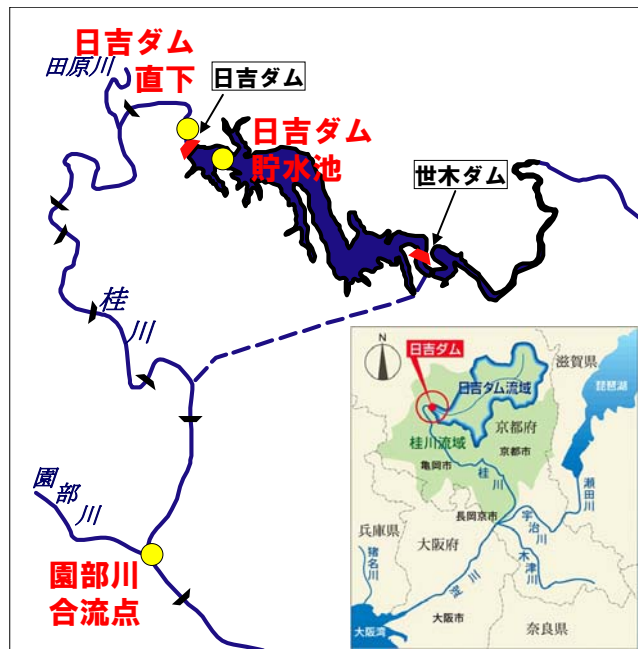 日吉ダム
直下
田原川
日吉ダム
日吉ダム
貯水池
世木ダム
桂川
園部川
園部川
合流点
N
日吉ダム
日吉ダム流域
滋賀県
琵琶湖
京都府
京都市
桂川流域
亀岡市
桂川
瀬田川
長岡京市
宇治川
兵庫県
大阪府
木津川
猪名川
淀川
大阪市
大阪湾
奈良県